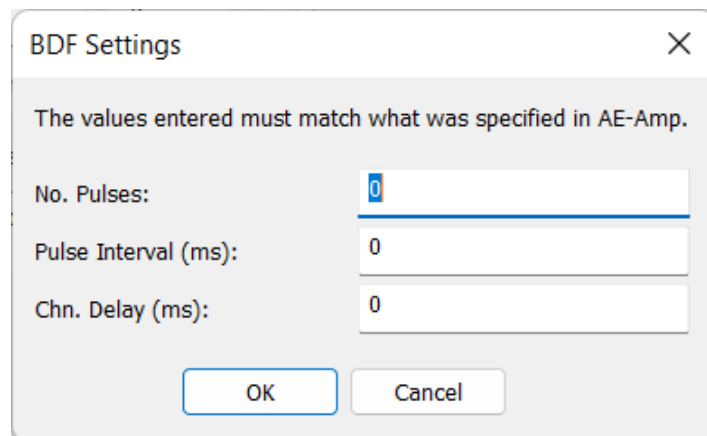 BDF Settings
The values entered must match what was specified in AE-Amp.
No. Pulses: 0
Pulse Interval (ms): 0
Chn. Delay (ms): 0
OK Cancel